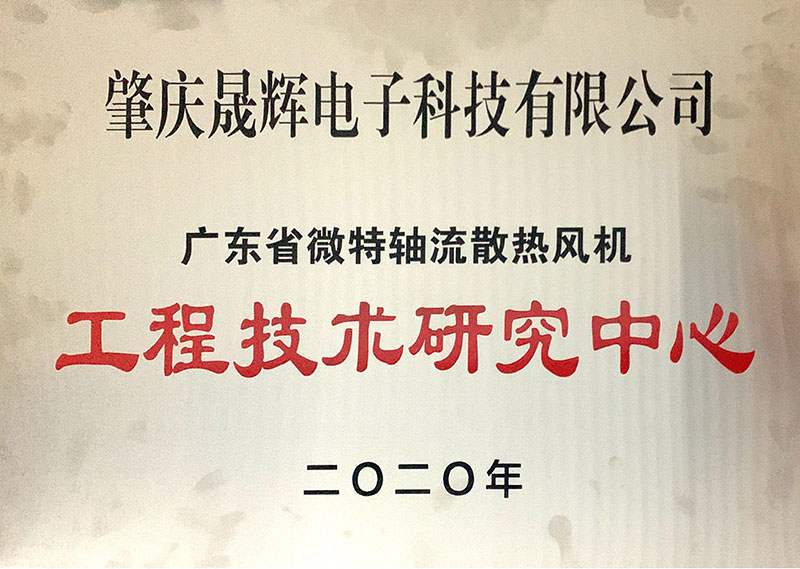 肇庆晟辉电子科技有限公司
广东省微特轴流散热风机
工程技术研究中心
二〇二〇年